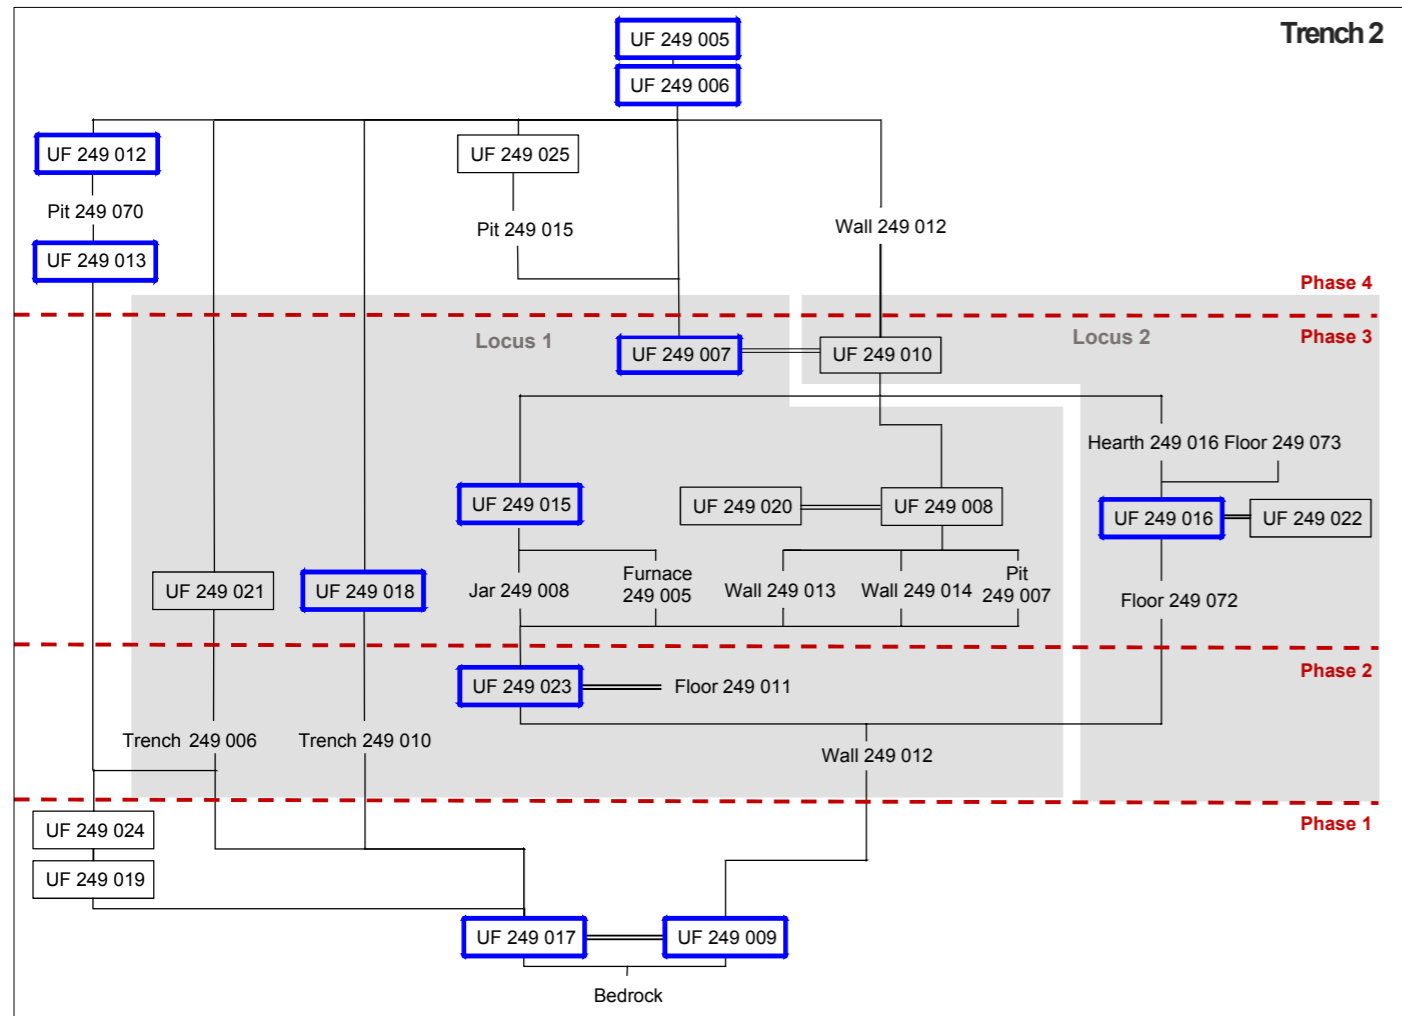 Trench 2
UF 249 005
UF 249 006
UF 249 012
UF 249 025
Pit 249 070
Pit 249 015
Wall 249 012
UF 249 013
Phase 4
Locus 1
Locus 2
Phase 3
UF 249 007
UF 249 010
Hearth 249 016
Floor 249 073
UF 249 015
UF 249 020
UF 249 008
UF 249 016
UF 249 022
UF 249 021
UF 249 018
Jar 249 008
Furnace
249 005
Wall 249 013
Wall 249 014
Pit
249 007
Floor 249 072
Phase 2
UF 249 023
Floor 249 011
Trench 249 006
Trench 249 010
Wall 249 012
Phase 1
UF 249 024
UF 249 019
UF 249 017
UF 249 009
Bedrock